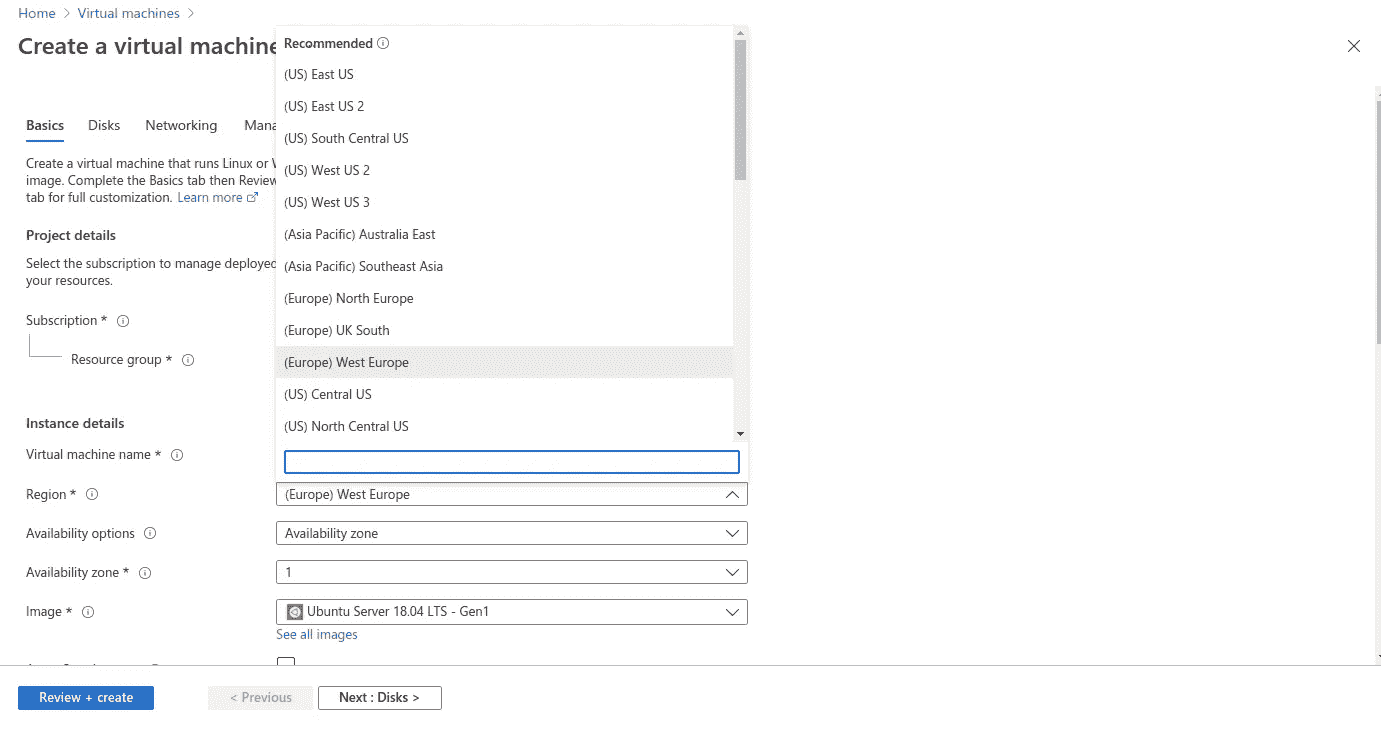 Home > Virtual machines >
Create a virtual machine
Basics Disks Networking
Create a virtual machine that runs Linux or
image. Complete the Basics tab then Review
tab for full customization. Learn more
Project details
Select the subscription to manage deployed
your resources.
Subscription *
Resource group *
Instance details
Virtual machine name *
Recommended
(US) East US
(US) East US 2
(US) South Central US
(US) West US 2
(US) West US 3
(Asia Pacific) Australia East
(Asia Pacific) Southeast Asia
(Europe) North Europe
(Europe) UK South
(Europe) West Europe
(US) Central US
(US) North Central US
Region * (Europe) West Europe
Availability options Availability zone
Availability zone * 1
Image * Ubuntu Server 18.04 LTS - Gen1
See all images
Review + create < Previous Next : Disks >